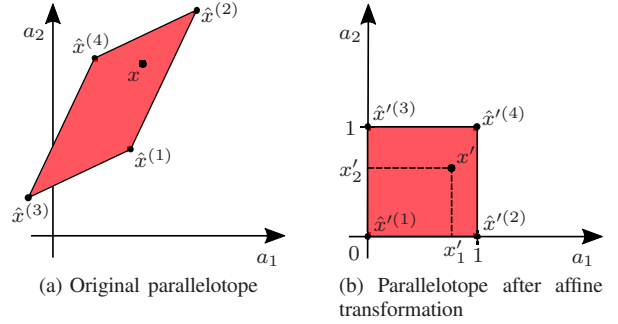 a₂
x̂⁽²⁾
x̂⁽⁴⁾
x
x̂⁽¹⁾
x̂⁽³⁾
a₁
(a) Original parallelotope
a₂
x̂′⁽³⁾
x̂′⁽⁴⁾
1
x′
x′₂
x̂′⁽¹⁾
x̂′⁽²⁾
0
x′₁
1
a₁
(b) Parallelotope after affine
transformation